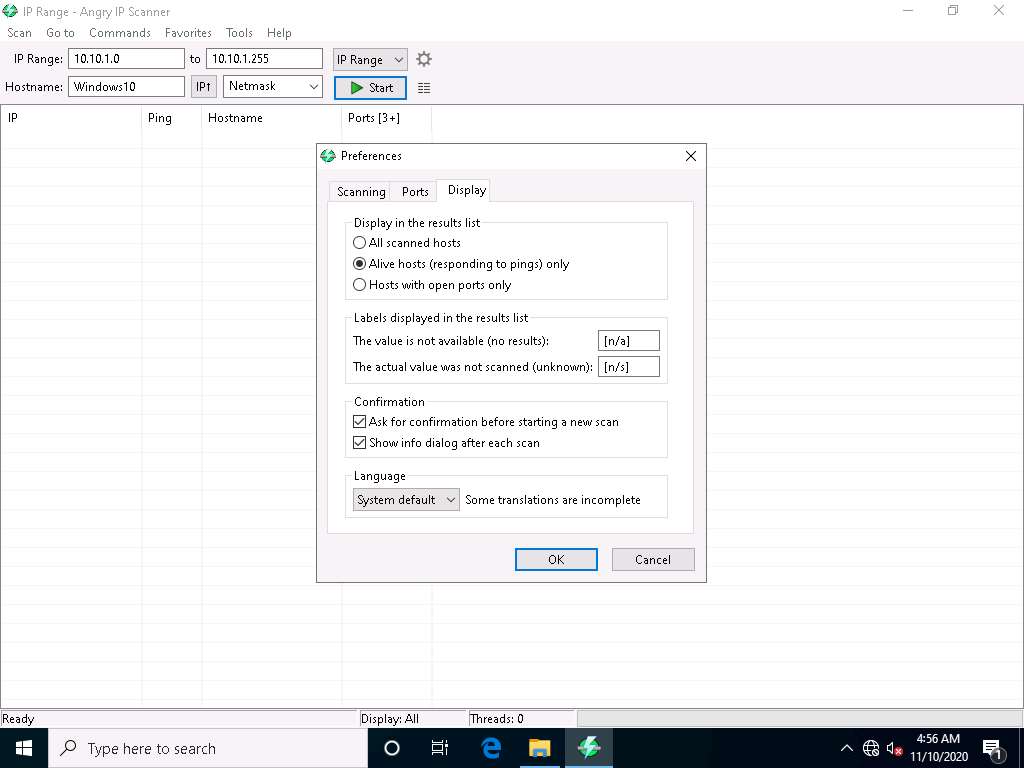 IP Range - Angry IP Scanner
Scan Go to Commands Favorites Tools Help
IP Range: 10.10.1.0 to 10.10.1.255 IP Range
Hostname: Windows10 IP↑ Netmask Start
IP Ping Hostname Ports [3+]
Preferences
Scanning Ports Display
Display in the results list
All scanned hosts
Alive hosts (responding to pings) only
Hosts with open ports only
Labels displayed in the results list
The value is not available (no results): [n/a]
The actual value was not scanned (unknown): [n/s]
Confirmation
Ask for confirmation before starting a new scan
Show info dialog after each scan
Language
System default Some translations are incomplete
OK Cancel
Ready Display: All Threads: 0
Type here to search
4:56 AM
11/10/2020
1